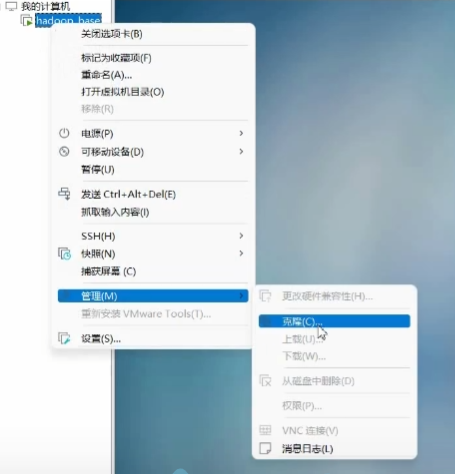 我的计算机
hadoop_base
关闭选项卡(B)
标记为收藏项(F)
重命名(A)...
打开虚拟机目录(O)
移除(R)
电源(P)
可移动设备(D)
暂停(U)
发送 Ctrl+Alt+Del(E)
抓取输入内容(I)
SSH(H)
快照(N)
捕获屏幕 (C)
管理(M)
重新安装 VMware Tools(T)...
设置(S)...
更改硬件兼容性(H)...
克隆(C)...
上载(U)...
下载(W)...
从磁盘中删除(D)
权限(P)...
VNC 连接(V)
消息日志(L)